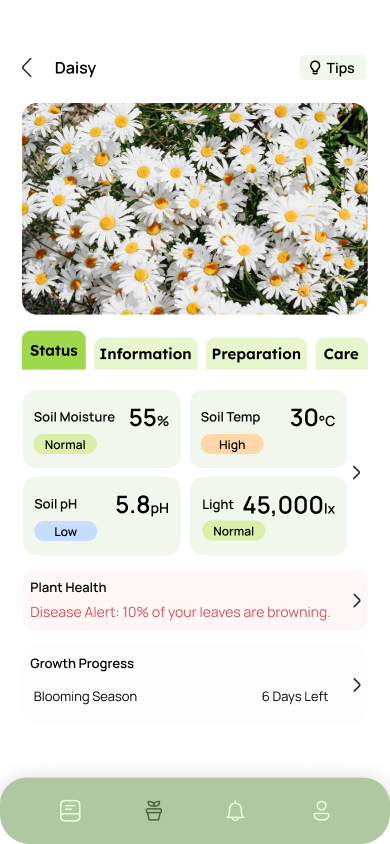 Daisy
Tips
Status
Information
Preparation
Care
Soil Moisture 55%
Normal
Soil Temp 30°C
High
Soil pH 5.8pH
Low
Light 45,000lx
Normal
Plant Health
Disease Alert: 10% of your leaves are browning.
Growth Progress
Blooming Season 6 Days Left